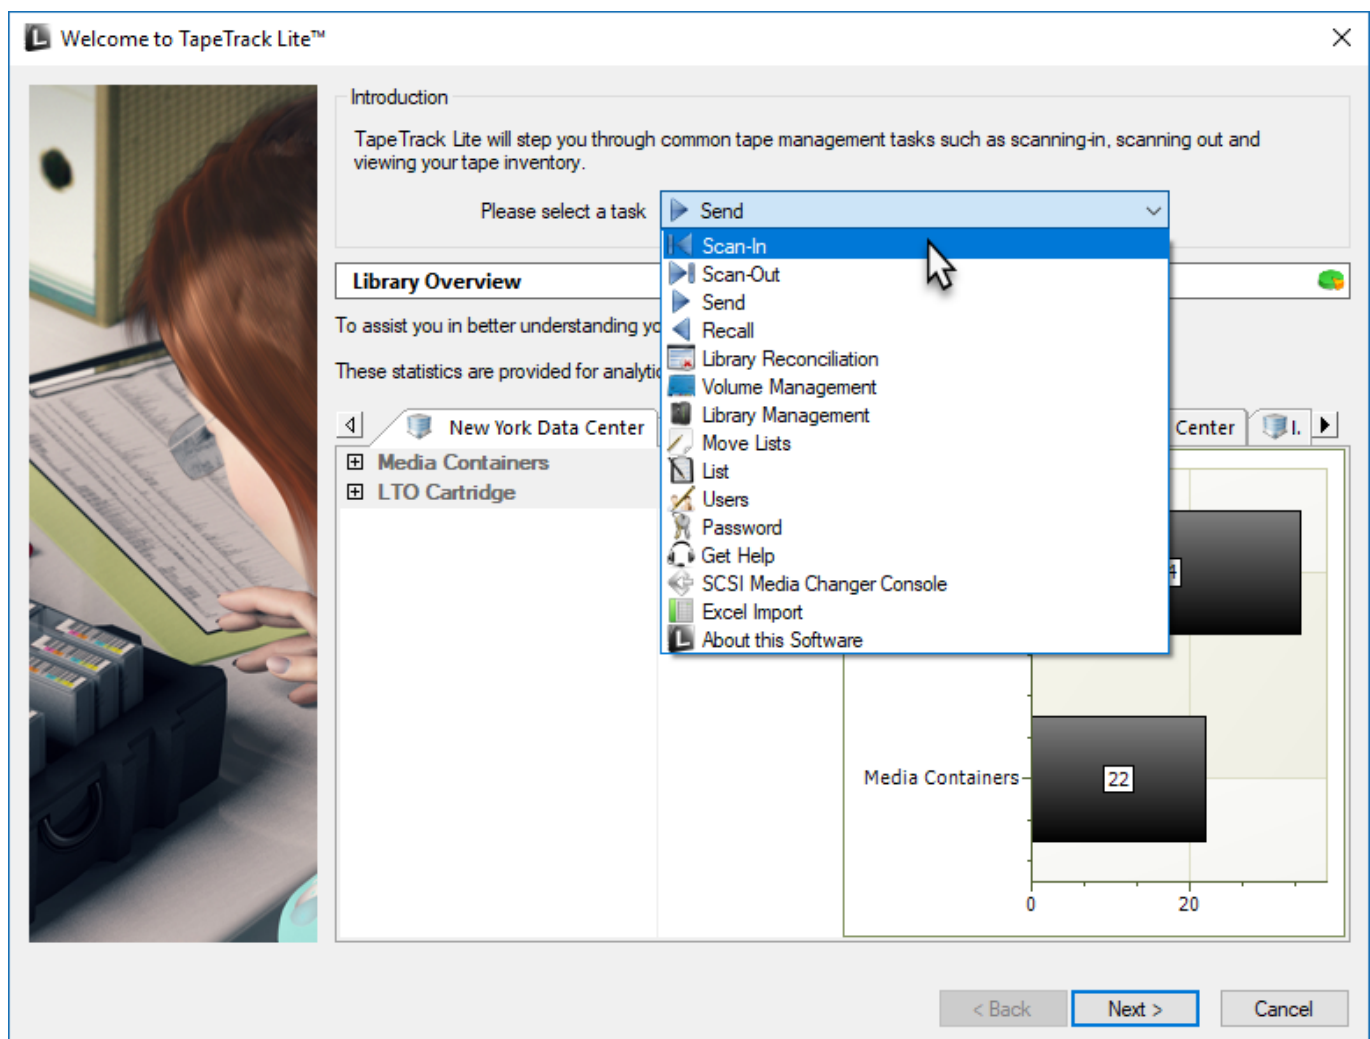 Welcome to TapeTrack Lite™
Introduction
TapeTrack Lite will step you through common tape management tasks such as scanning-in, scanning out and
viewing your tape inventory.
Please select a task
Send
Scan-In
Scan-Out
Send
Recall
Library Reconciliation
Volume Management
Library Management
Move Lists
List
Users
Password
Get Help
SCSI Media Changer Console
Excel Import
About this Software
Library Overview
To assist you in better understanding
These statistics are provided for
New York Data Center
Center
Media Containers
LTO Cartridge
4
Media Containers
22
0
20
< Back
Next >
Cancel